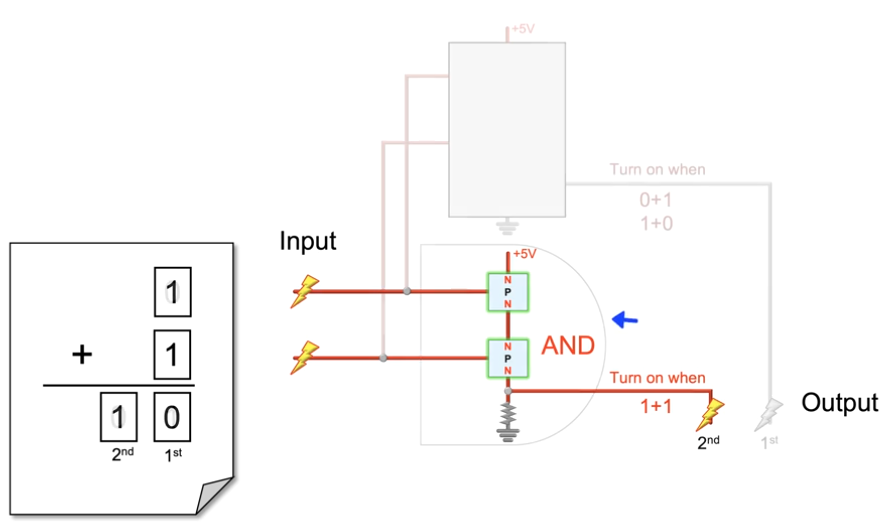 +5V
Turn on when
0+1
1+0
Input
+5V
N
P
N
N
P
N
AND
Turn on when
1+1
Output
2nd
1st
1
+ 1
1 0
2nd 1st